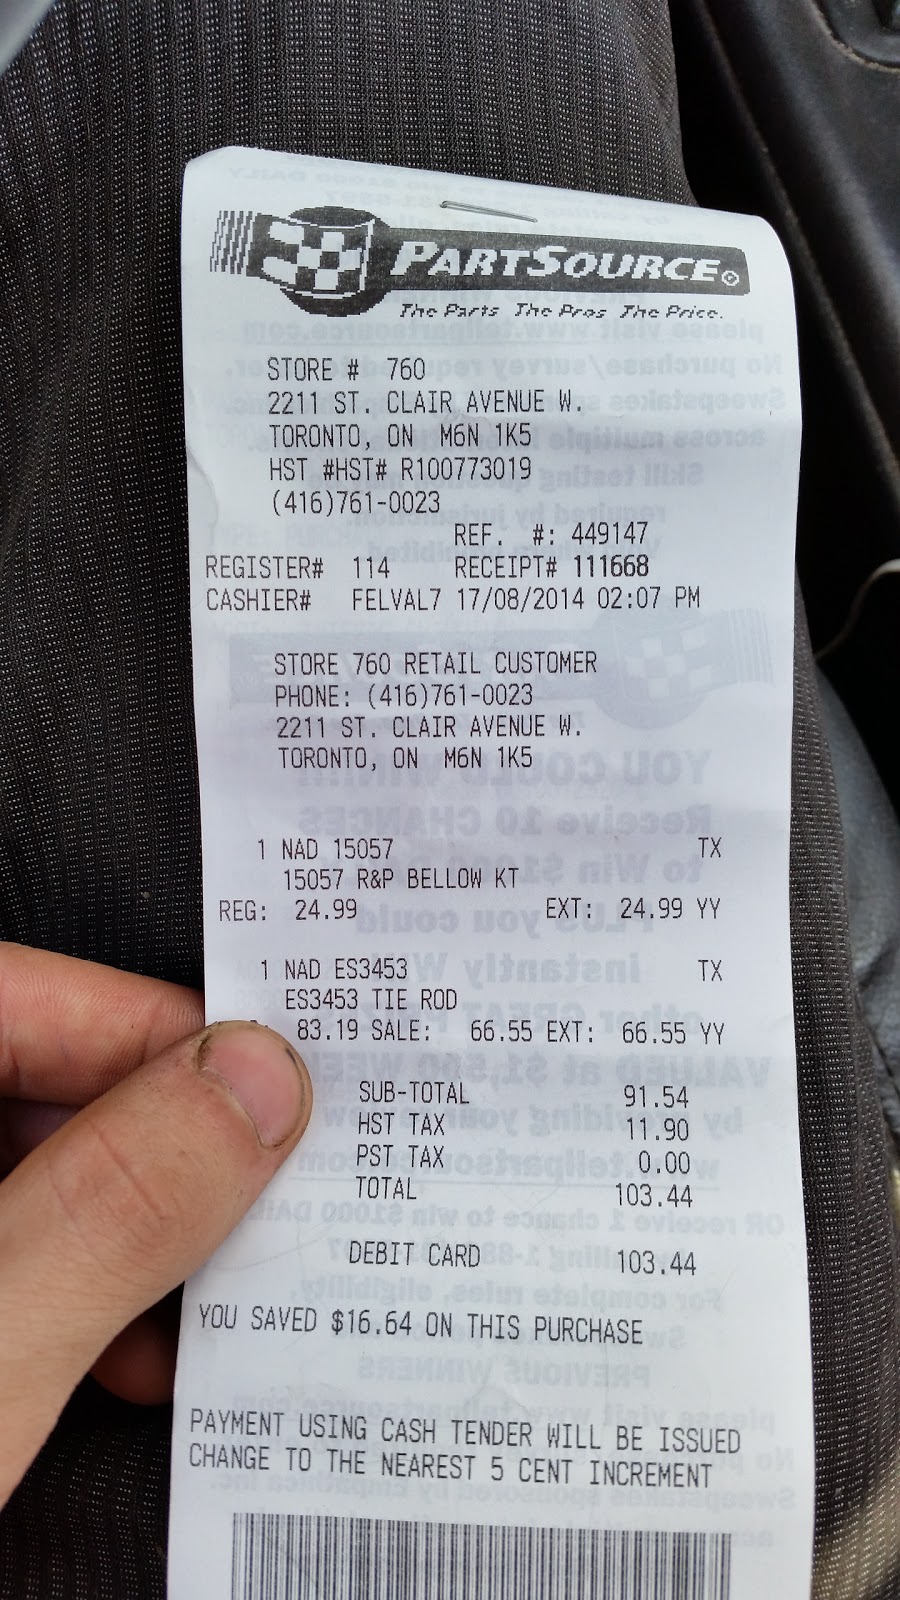 PARTSOURCE
The Parts The Pros The Price.
STORE # 760
2211 ST. CLAIR AVENUE W.
TORONTO, ON M6N 1K5
HST #HST# R100773019
(416)761-0023
REF. #: 449147
REGISTER# 114 RECEIPT# 111668
CASHIER# FELVAL7 17/08/2014 02:07 PM
STORE 760 RETAIL CUSTOMER
PHONE: (416)761-0023
2211 ST. CLAIR AVENUE W.
TORONTO, ON M6N 1K5
1 NAD 15057 TX
15057 R&P BELLOW KT
REG: 24.99 EXT: 24.99 YY
1 NAD ES3453 TX
ES3453 TIE ROD
83.19 SALE: 66.55 EXT: 66.55 YY
SUB-TOTAL 91.54
HST TAX 11.90
PST TAX 0.00
TOTAL 103.44
DEBIT CARD 103.44
YOU SAVED $16.64 ON THIS PURCHASE
PAYMENT USING CASH TENDER WILL BE ISSUED
CHANGE TO THE NEAREST 5 CENT INCREMENT